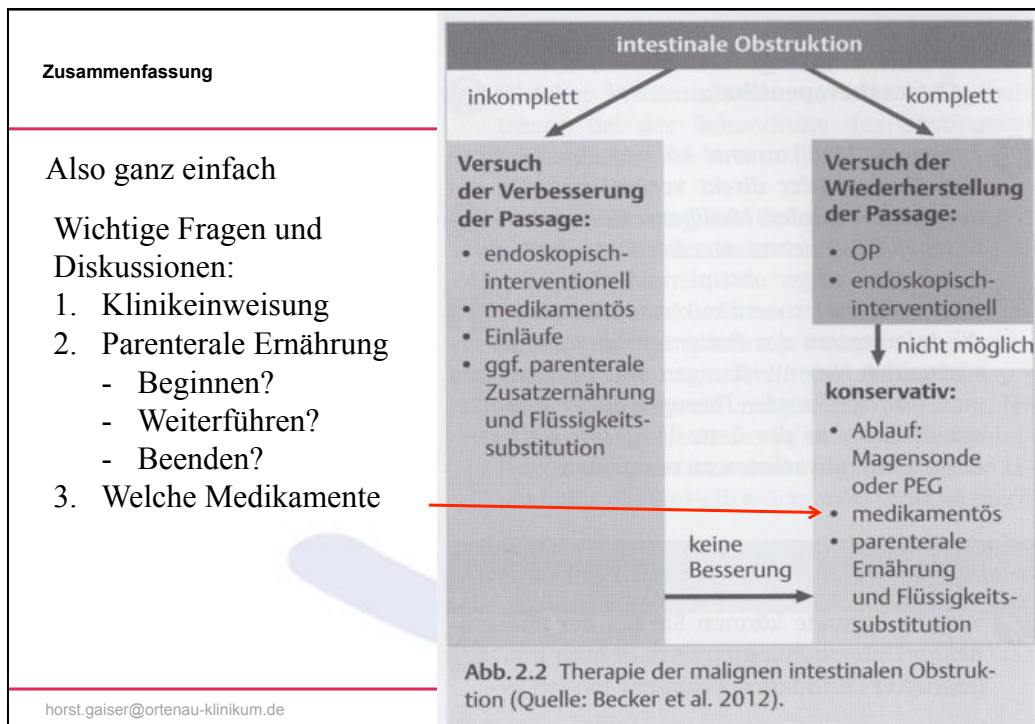 Zusammenfassung
Also ganz einfach
Wichtige Fragen und
Diskussionen:
1. Klinikeinweisung
2. Parenterale Ernährung
- Beginnen?
- Weiterführen?
- Beenden?
3. Welche Medikamente
horst.gaiser@ortenau-klinikum.de
intestinale Obstruktion
inkomplett
komplett
Versuch
der Verbesserung
der Passage:
• endoskopisch-
interventionell
• medikamentös
• Einläufe
• ggf. parenterale
Zusatzernährung
und Flüssigkeits-
substitution
Versuch der
Wiederherstellung
der Passage:
• OP
• endoskopisch-
interventionell
nicht möglich
konservativ:
• Ablauf:
Magensonde
oder PEG
• medikamentös
• parenterale
Ernährung
und Flüssigkeits-
substitution
keine
Besserung
Abb. 2.2 Therapie der malignen intestinalen Obstruk-
tion (Quelle: Becker et al. 2012).